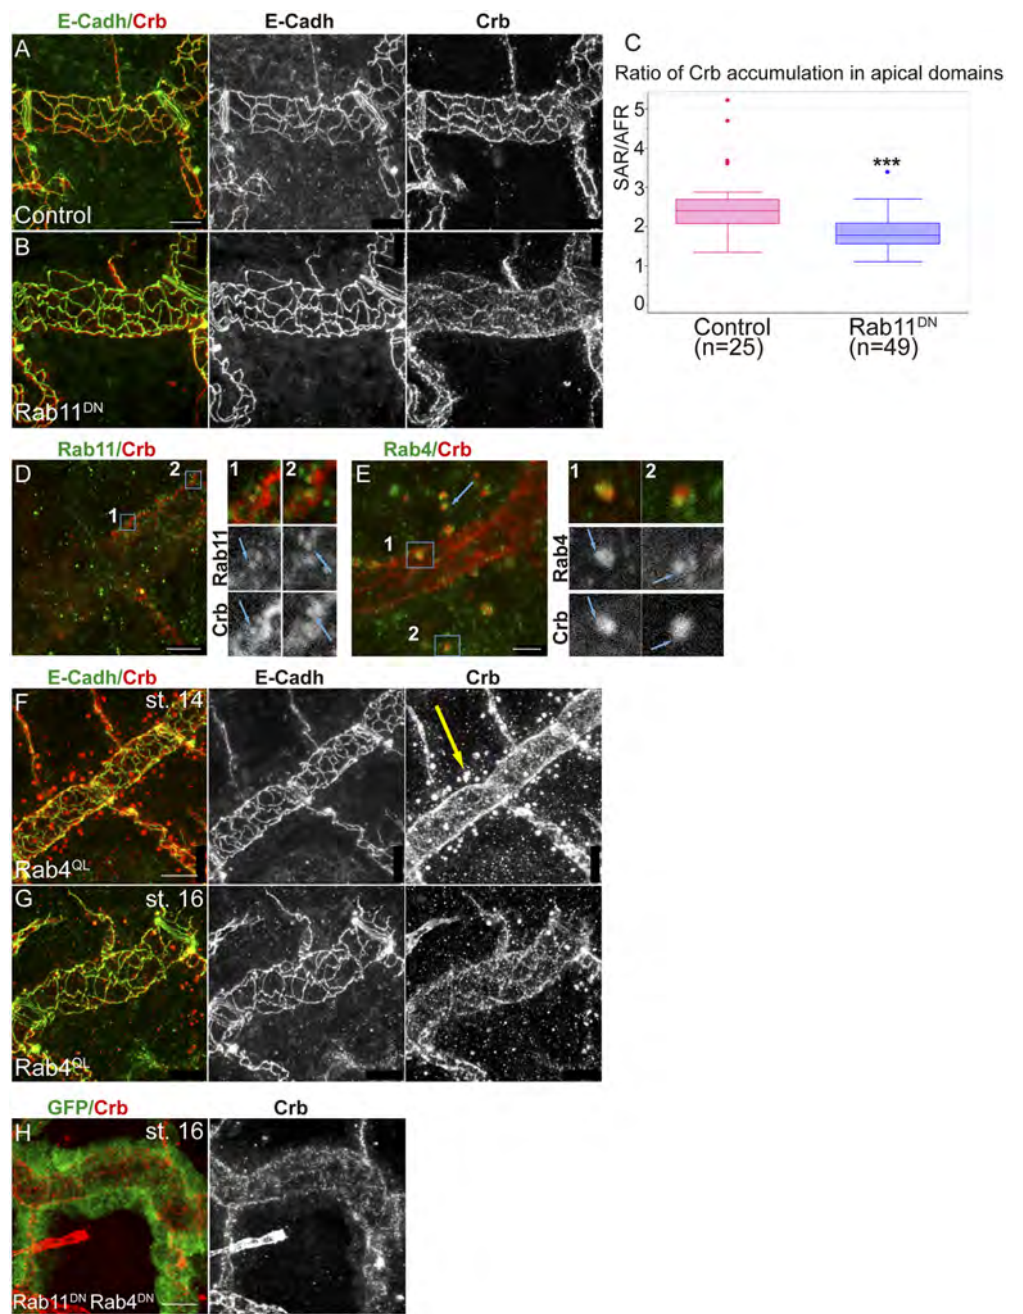 E-Cadh/Crb E-Cadh Crb
A
Control
B
Rab11DN
C
Ratio of Crb accumulation in apical domains
SAR/AFR
5
4
3
2
1
0
***
Control Rab11DN
(n=25) (n=49)
Rab11/Crb Rab4/Crb
D 2 1 2 E 1 2
1 1
Rab11 Rab4
Crb 2 Crb
E-Cadh/Crb E-Cadh Crb
F st. 14
Rab4QL
G st. 16
Rab4QL
GFP/Crb Crb
H st. 16
Rab11DN Rab4DN